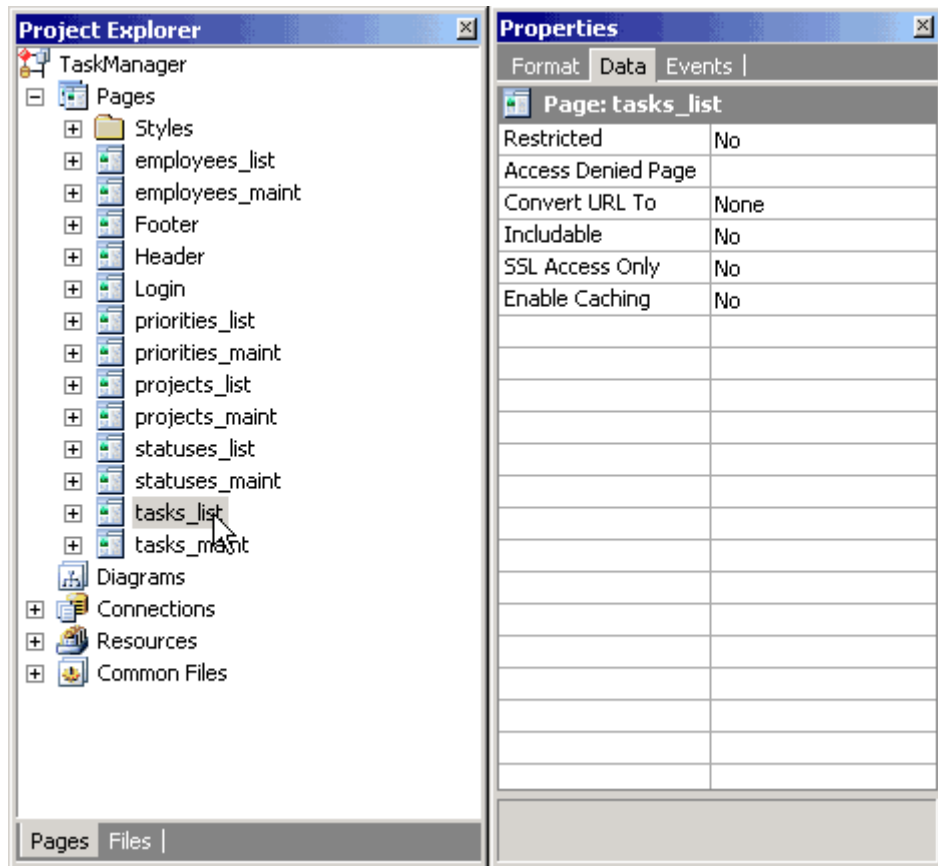 Project Explorer
TaskManager
Pages
Styles
employees_list
employees_maint
Footer
Header
Login
priorities_list
priorities_maint
projects_list
projects_maint
statuses_list
statuses_maint
tasks_list
tasks_maint
Diagrams
Connections
Resources
Common Files
Pages Files
Properties
Format Data Events
Page: tasks_list
Restricted No
Access Denied Page
Convert URL To None
Includable No
SSL Access Only No
Enable Caching No